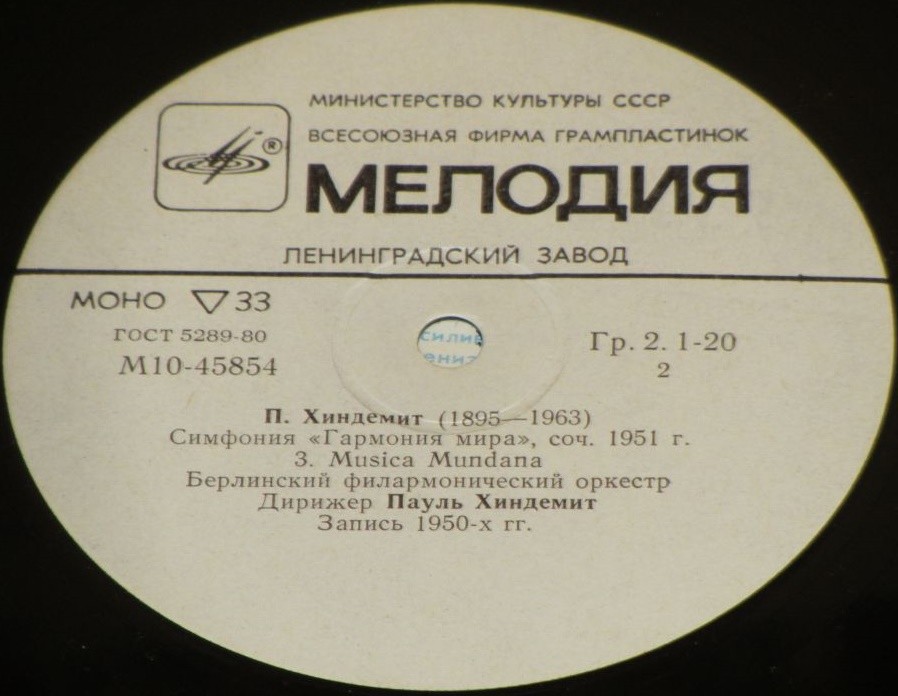 МИНИСТЕРСТВО КУЛЬТУРЫ СССР
ВСЕСОЮЗНАЯ ФИРМА ГРАМПЛАСТИНОК
®
МЕЛОДИЯ
ЛЕНИНГРАДСКИЙ ЗАВОД
МОНО ▽ 33
ГОСТ 5289-80
М10-45854
Гр. 2. 1-20
2
П. Хиндемит (1895—1963)
Симфония «Гармония мира», соч. 1951 г.
3. Musica Mundana
Берлинский филармонический оркестр
Дирижер Пауль Хиндемит
Запись 1950-х гг.